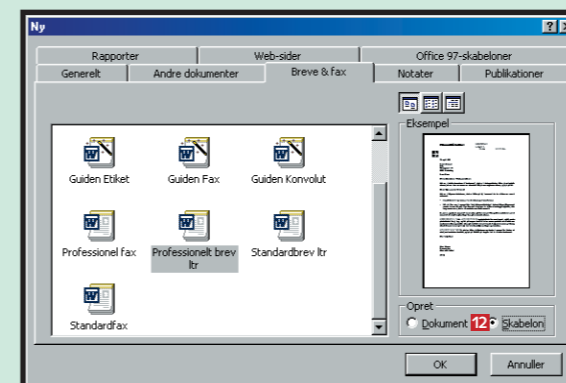 Ny
Rapporter Web-sider Office 97-skabeloner
Generelt Andre dokumenter Breve & fax Notater Publikationer
Guiden Etiket Guiden Fax Guiden Konvolut
Professionel fax Professionelt brev ltr Standardbrev ltr
Standardfax
Eksempel
Opret
Dokument 12 Skabelon
OK Annuller